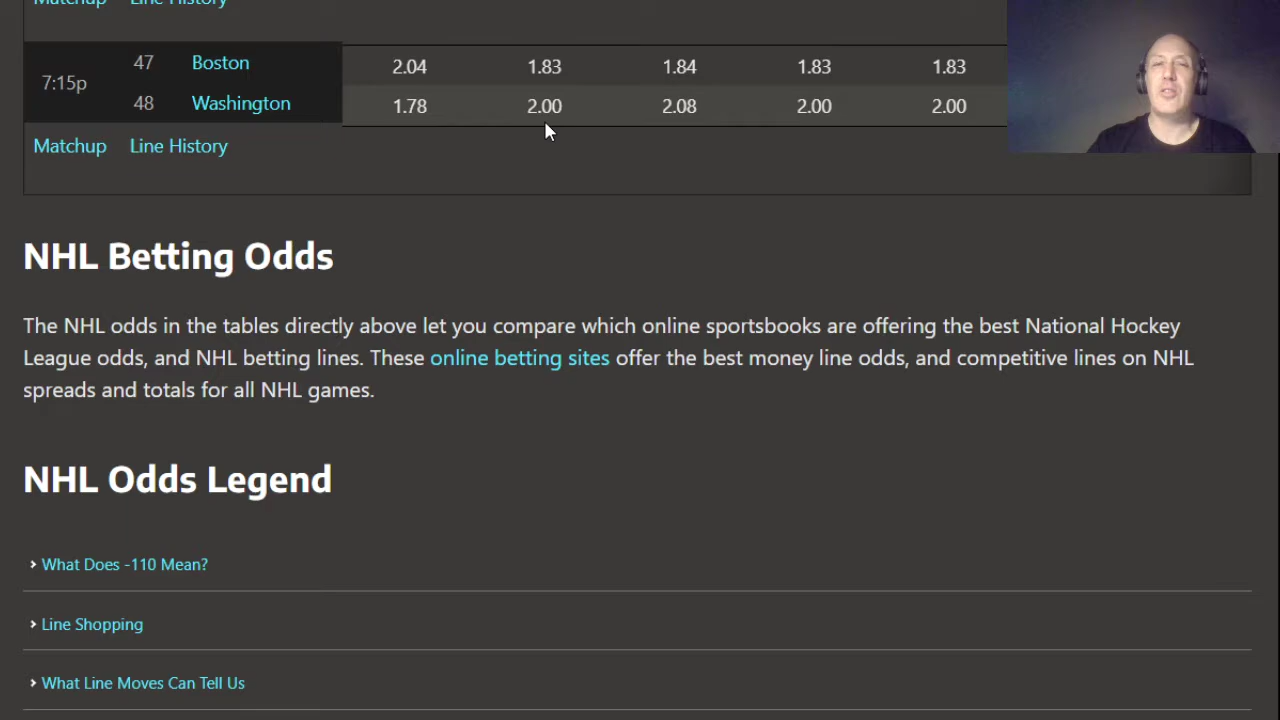 Matchup Line History
7:15p
47 Boston 2.04 1.83 1.84 1.83 1.83
48 Washington 1.78 2.00 2.08 2.00 2.00
Matchup Line History
NHL Betting Odds
The NHL odds in the tables directly above let you compare which online sportsbooks are offering the best National Hockey
League odds, and NHL betting lines. These online betting sites offer the best money line odds, and competitive lines on NHL
spreads and totals for all NHL games.
NHL Odds Legend
What Does -110 Mean?
Line Shopping
What Line Moves Can Tell Us